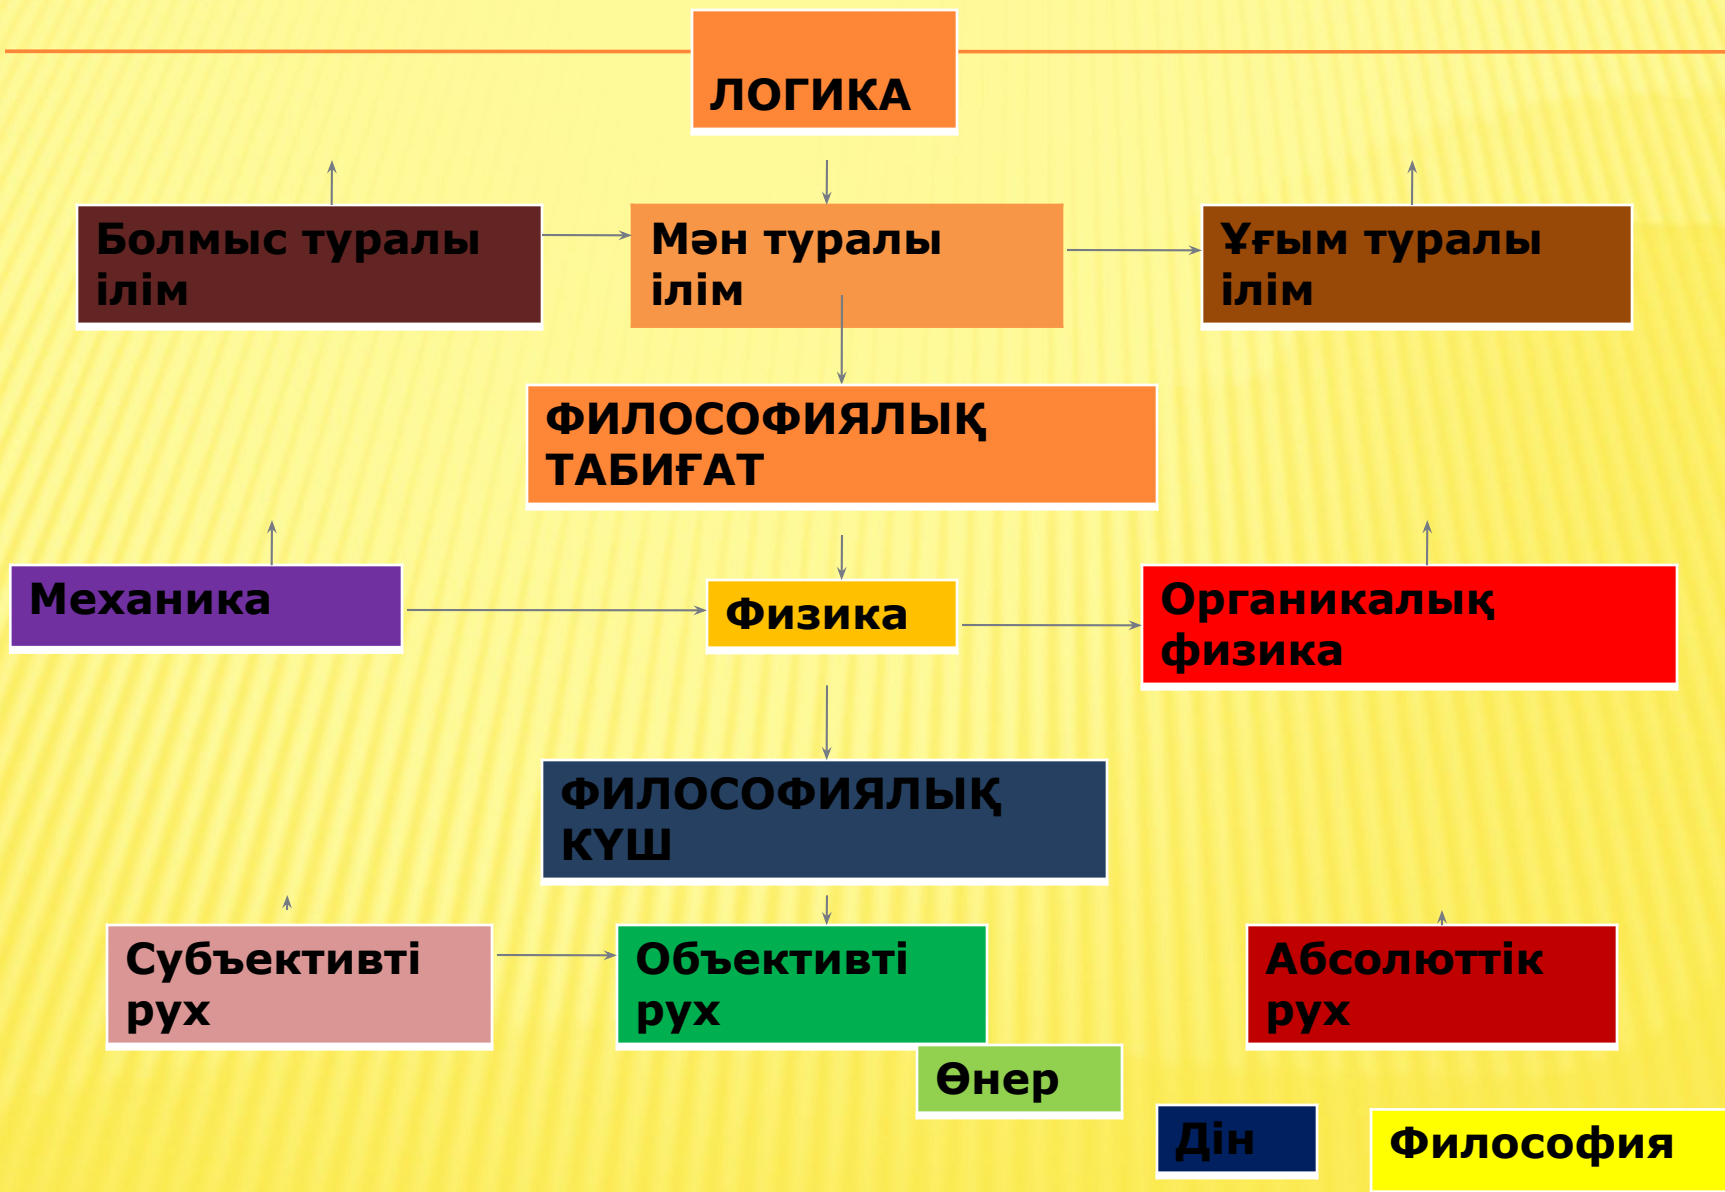 ЛОГИКА
Болмыс туралы
ілім
Мән туралы
ілім
Ұғым туралы
ілім
ФИЛОСОФИЯЛЫҚ
ТАБИҒАТ
Механика
Физика
Органикалық
физика
ФИЛОСОФИЯЛЫҚ
КҮШ
Субъективті
рух
Объективті
рух
Абсолюттік
рух
Өнер
Дін
Философия